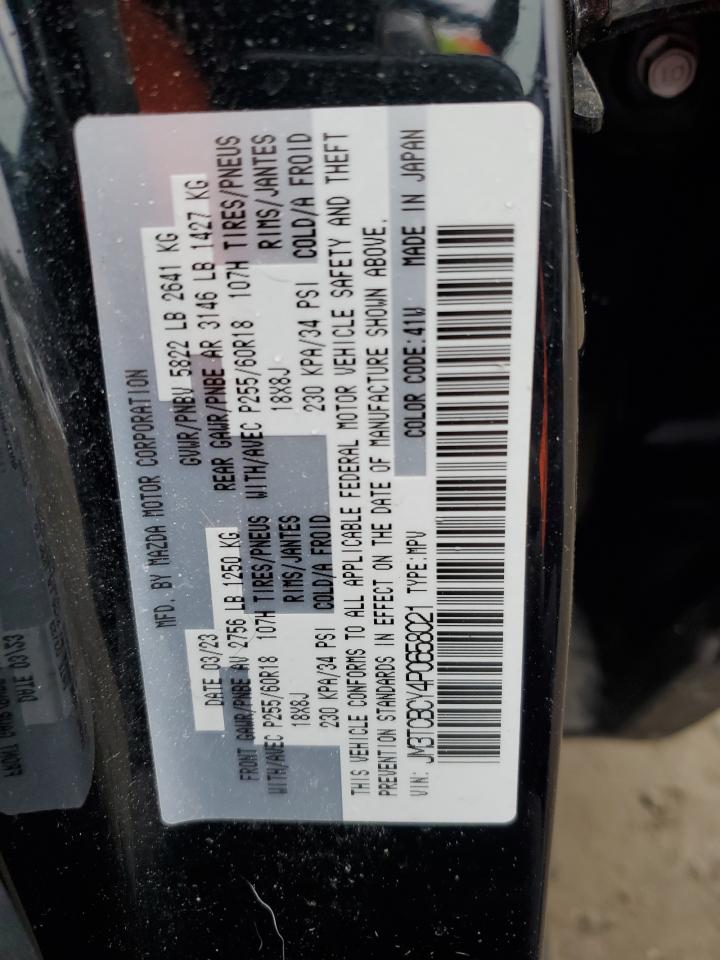 MFD. BY MAZDA MOTOR CORPORATION
DATE 03/23 GVWR/PNBV 5822 LB 2641 KG
FRONT GAWR/PNBE AV 2756 LB 1250 KG REAR GAWR/PNBE AR 3146 LB 1427 KG
WITH/AVEC P255/60R18 107H TIRES/PNEUS WITH/AVEC P255/60R18 107H TIRES/PNEUS
18X8J RIMS/JANTES 18X8J RIMS/JANTES
230 KPA/34 PSI COLD/A FROID 230 KPA/34 PSI COLD/A FROID
THIS VEHICLE CONFORMS TO ALL APPLICABLE FEDERAL MOTOR VEHICLE SAFETY AND THEFT
PREVENTION STANDARDS IN EFFECT ON THE DATE OF MANUFACTURE SHOWN ABOVE.
VIN: JM3TCBCY4P0658021 TYPE:MPV COLOR CODE:41W MADE IN JAPAN
10
DATE 03